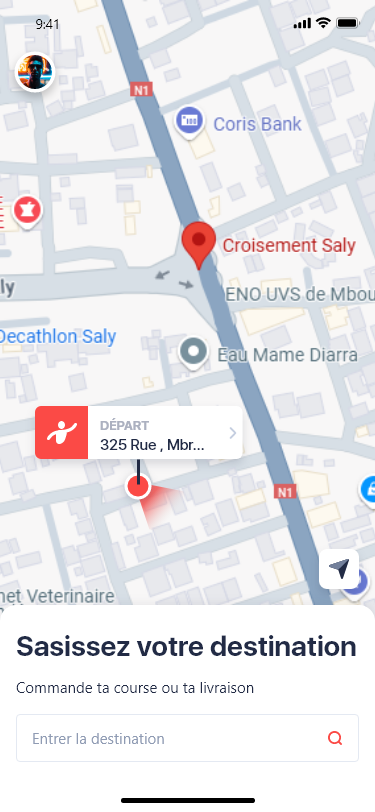 9:41
N1
Coris Bank
Croisement Saly
ly
ENO UVS de Mbou
Decathlon Saly
Eau Mame Diarra
DÉPART
325 Rue , Mbr...
N1
net Veterinaire
Sasissez votre destination
Commande ta course ou ta livraison
Entrer la destination